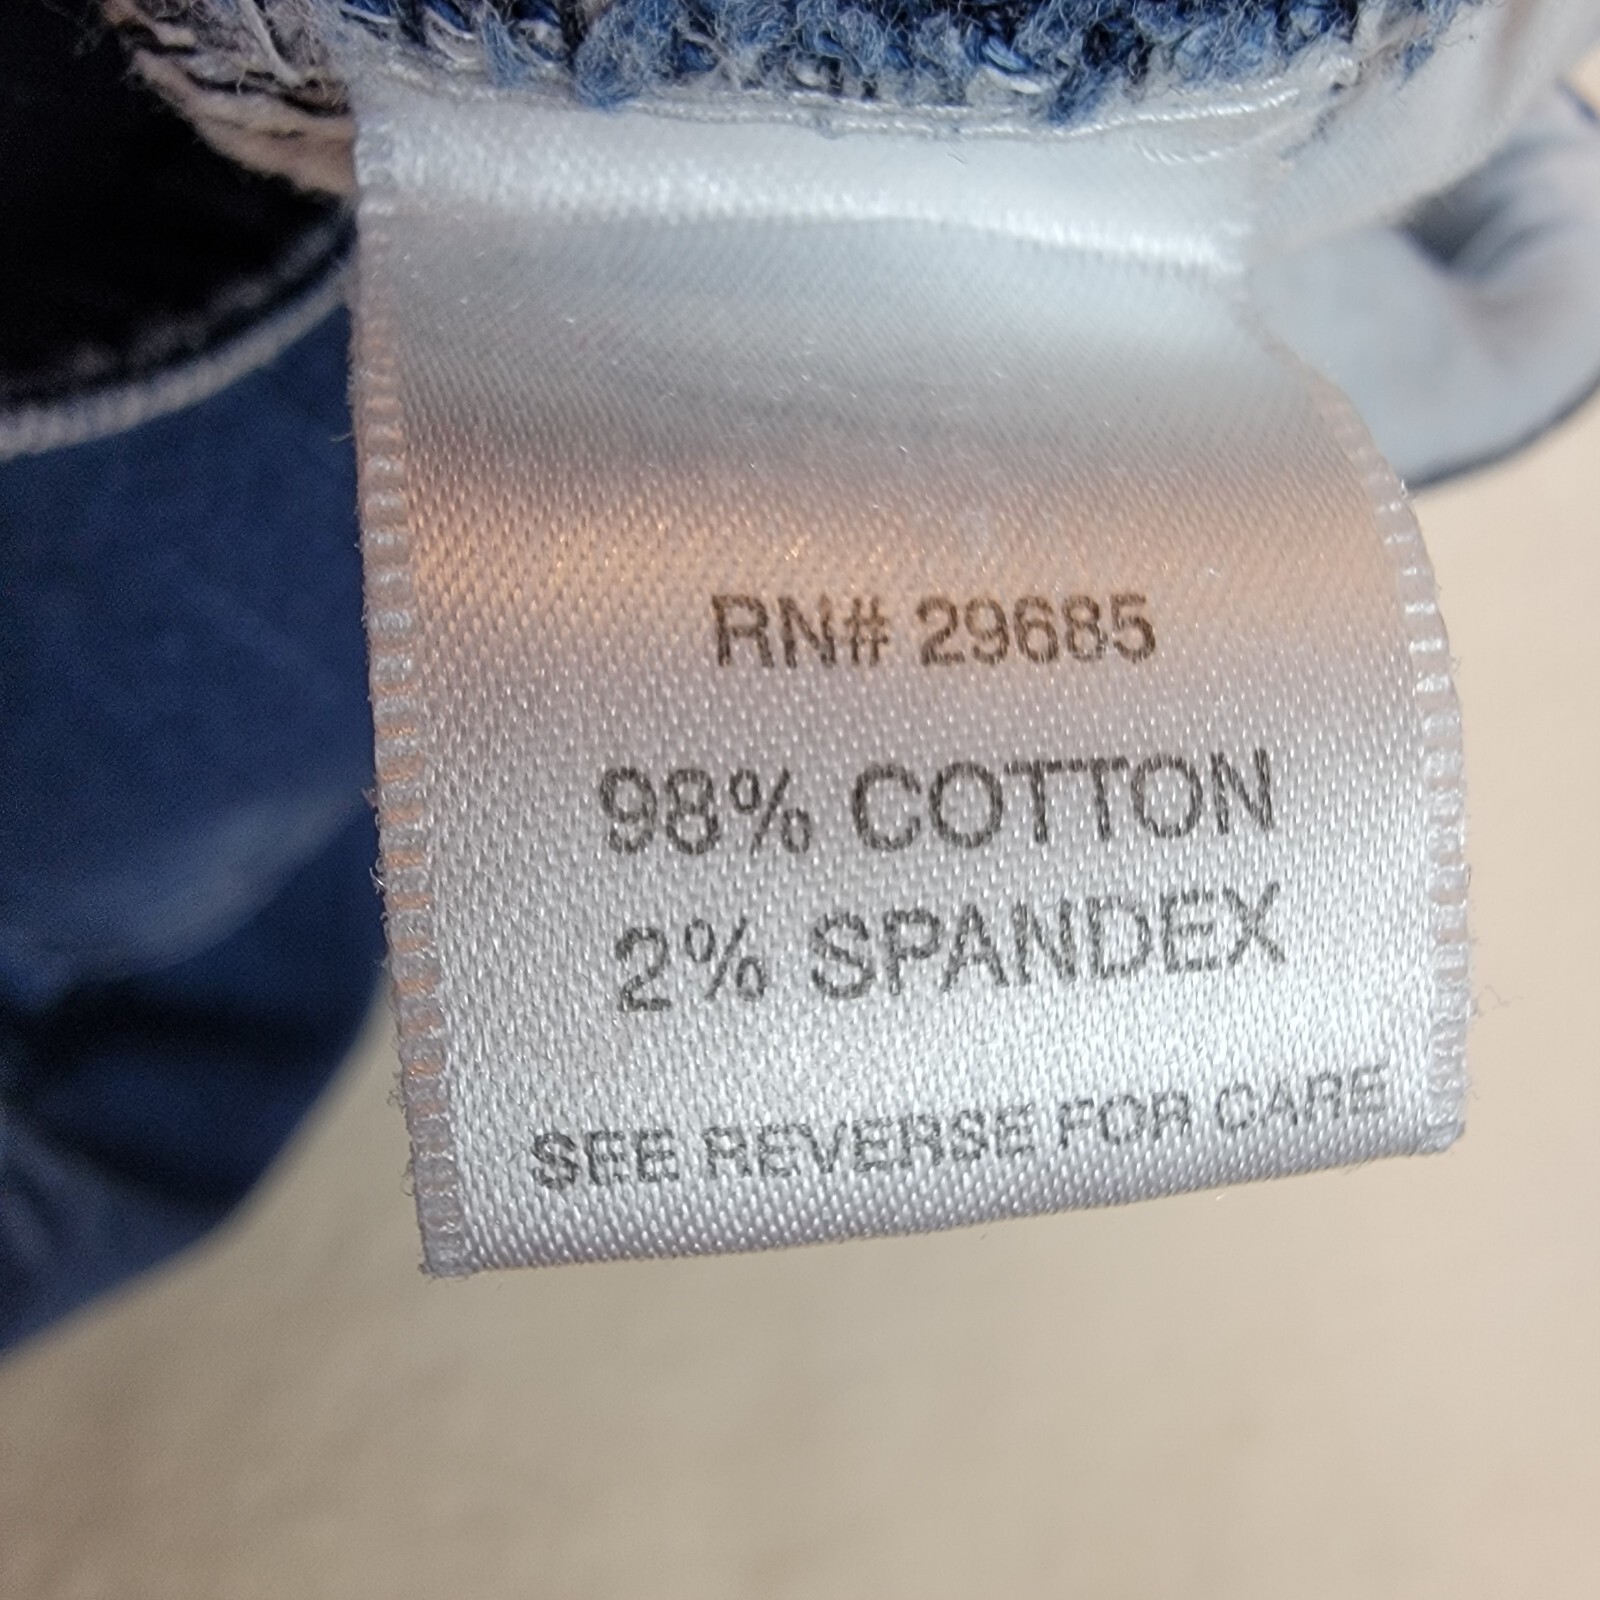 RN# 29685
98% COTTON
2% SPANDEX
SEE REVERSE FOR CARE